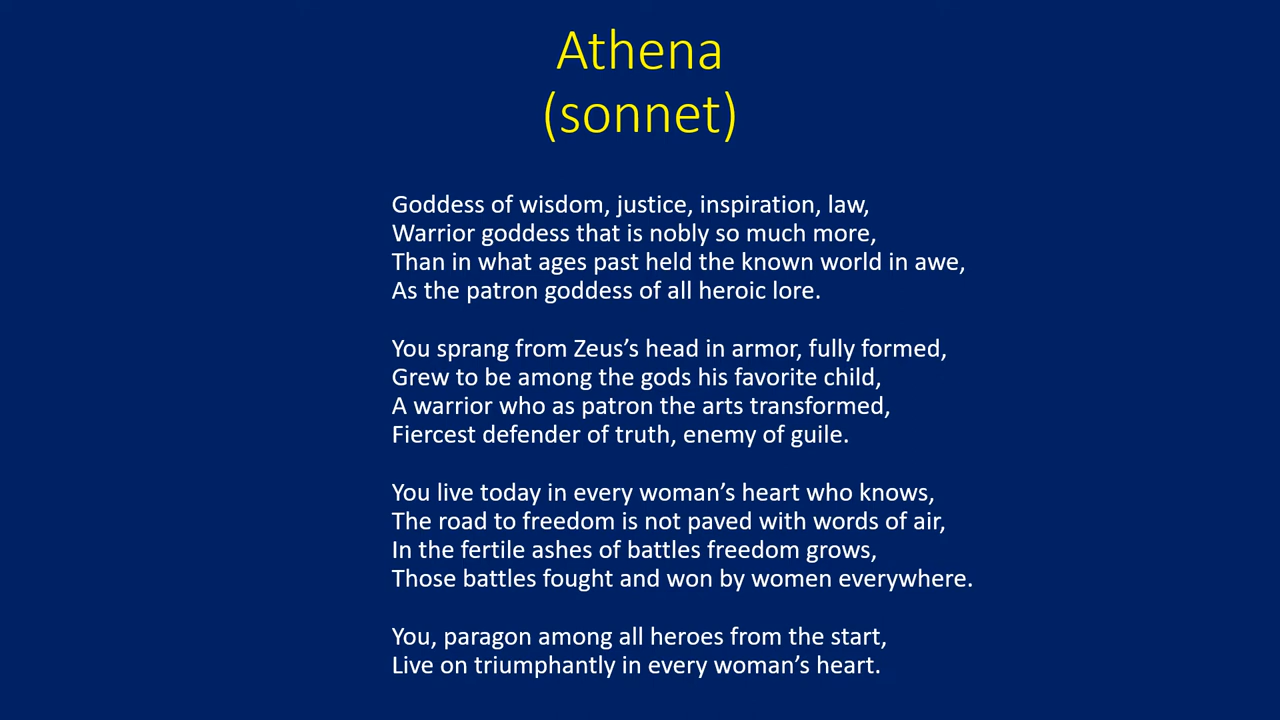 Athena
(sonnet)
Goddess of wisdom, justice, inspiration, law,
Warrior goddess that is nobly so much more,
Than in what ages past held the known world in awe,
As the patron goddess of all heroic lore.
You sprang from Zeus’s head in armor, fully formed,
Grew to be among the gods his favorite child,
A warrior who as patron the arts transformed,
Fiercest defender of truth, enemy of guile.
You live today in every woman’s heart who knows,
The road to freedom is not paved with words of air,
In the fertile ashes of battles freedom grows,
Those battles fought and won by women everywhere.
You, paragon among all heroes from the start,
Live on triumphantly in every woman’s heart.